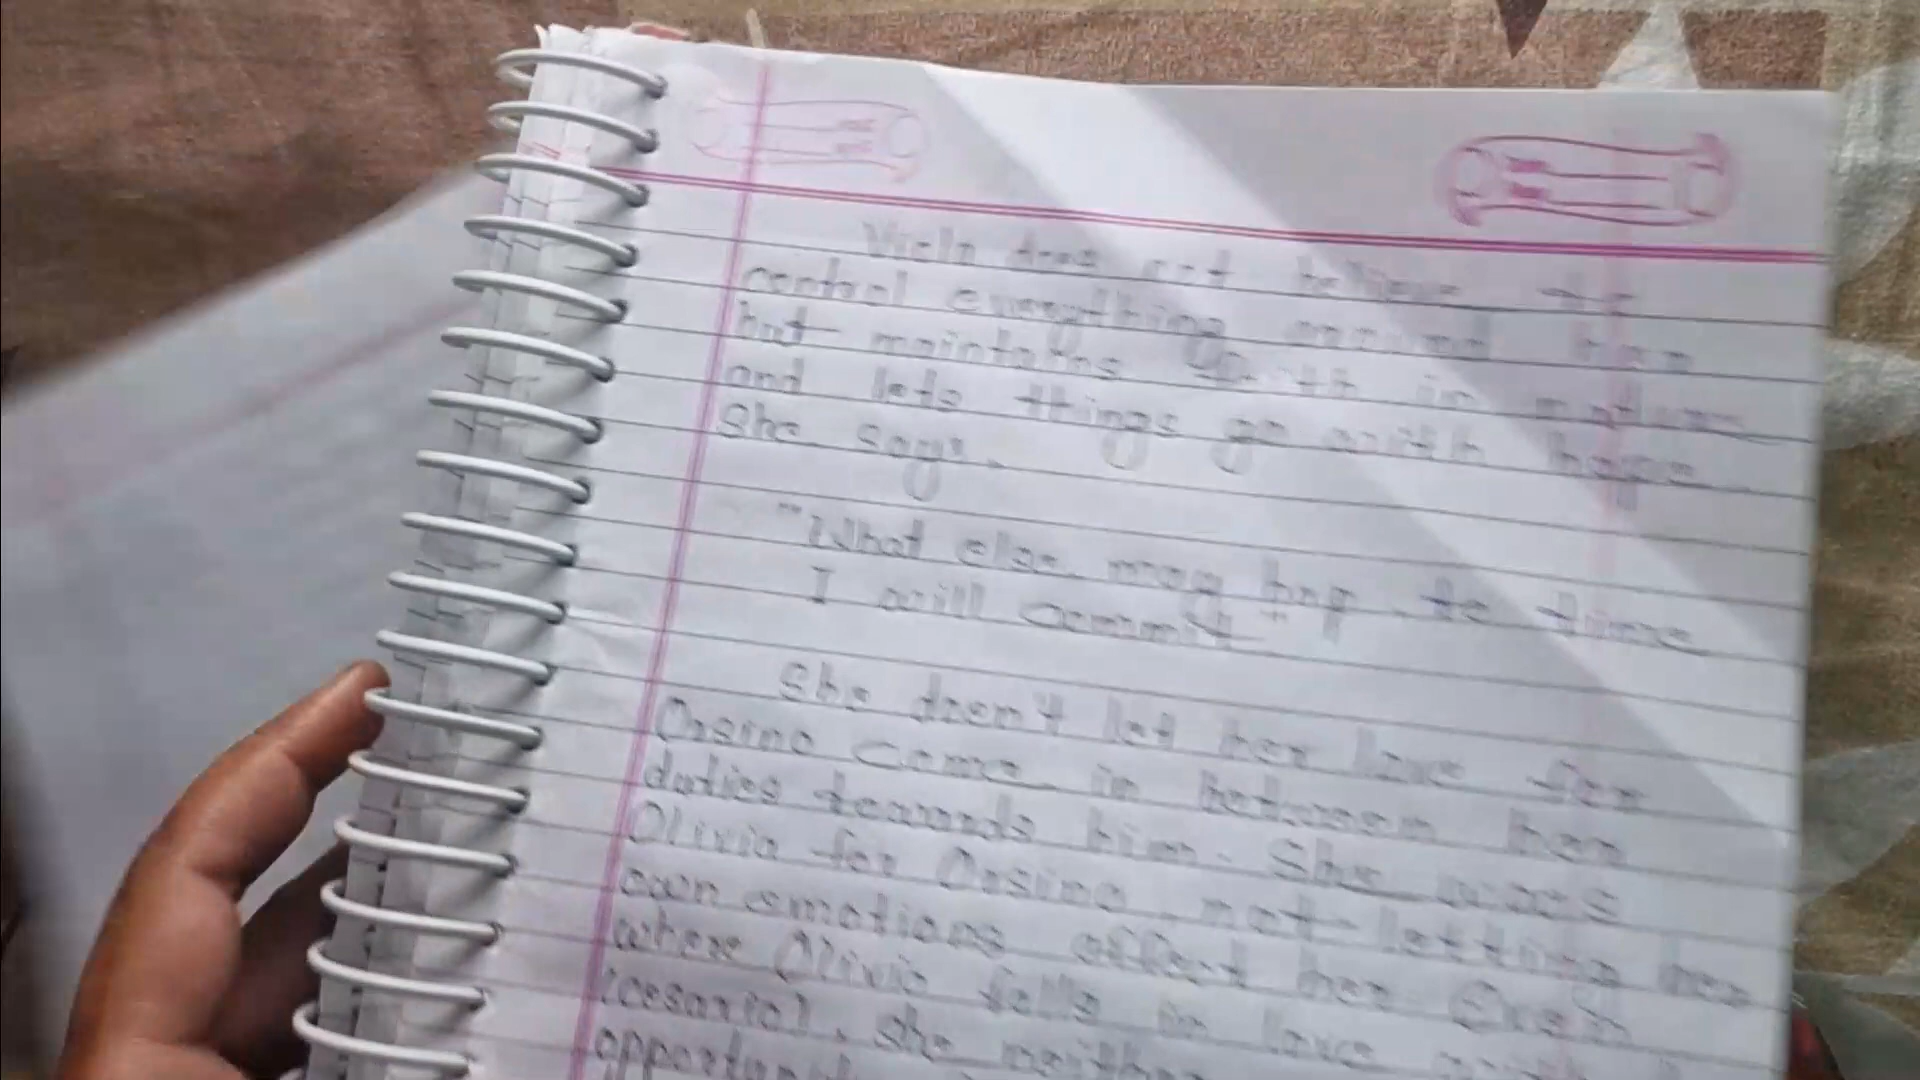 Viola does not believe to
control everything around her
but maintains faith in nature
and lets things go with hope.
She says,
"What else may hap, to time
I will commit"
She doesn't let her love for
Orsino come in between her
duties towards him. She woos
Olivia for Orsino, not letting her
own emotions affect her. Even
when Olivia falls in love with
(cesario), she neither